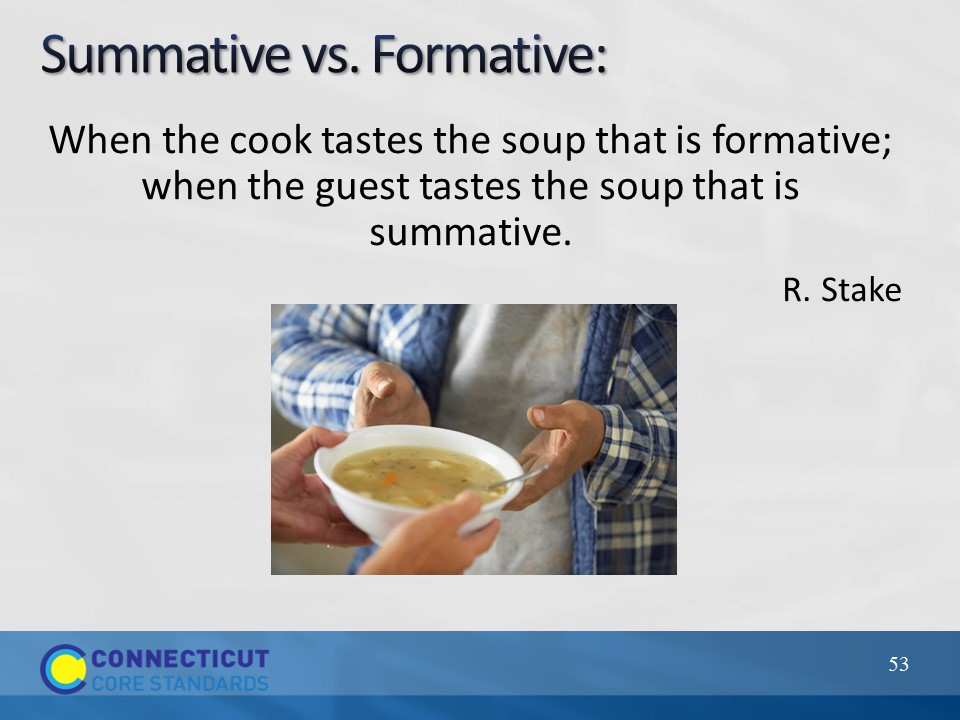 Summative vs. Formative:
When the cook tastes the soup that is formative;
when the guest tastes the soup that is
summative.
R. Stake
CONNECTICUT
CORE STANDARDS
53